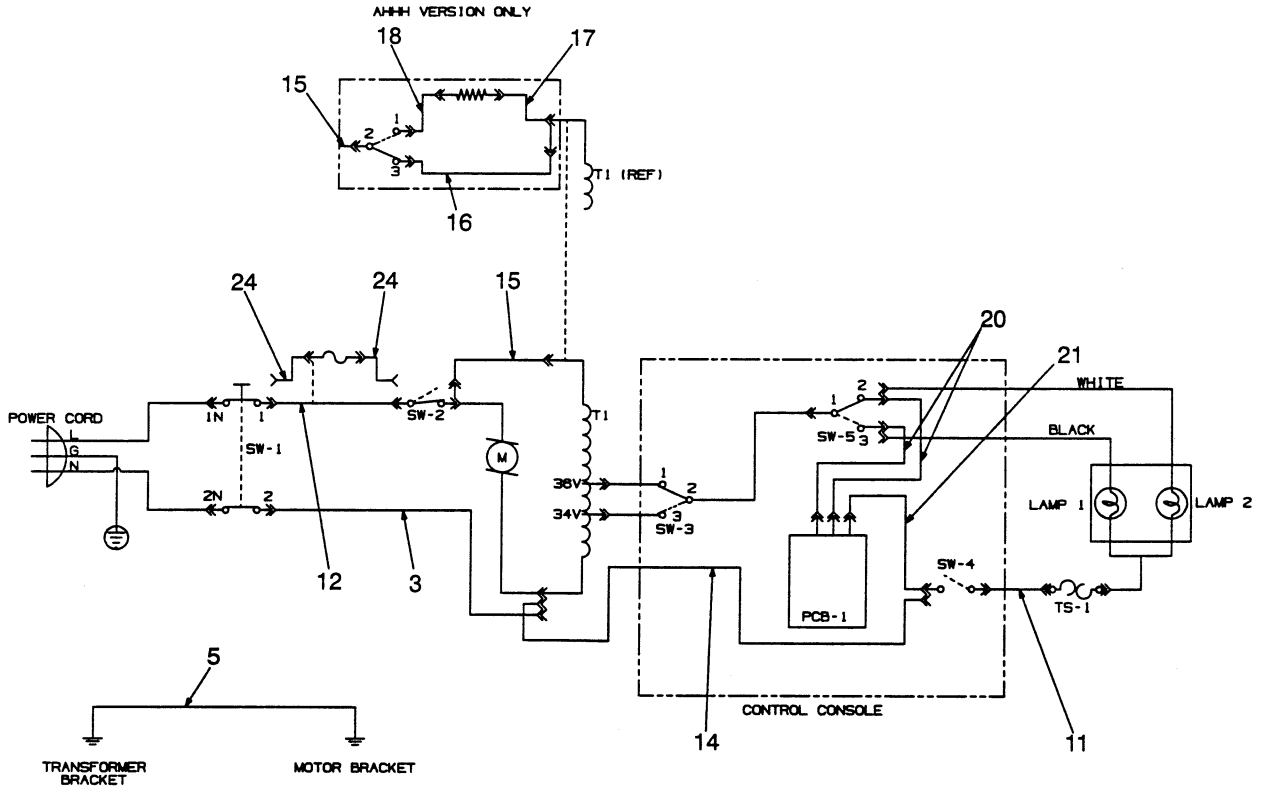 AHHH VERSION ONLY
18
17
15
1
2
3
T1 (REF)
16
24
24
15
20
21
POWER CORD
L
G
N
1N
1
SW-1
2N
2
SW-2
M
T1
36V
34V
1
2
3
SW-3
2
1
SW-5
3
WHITE
BLACK
LAMP 1
LAMP 2
12
3
PCB-1
SW-4
TS-1
5
14
CONTROL CONSOLE
11
TRANSFORMER
BRACKET
MOTOR BRACKET